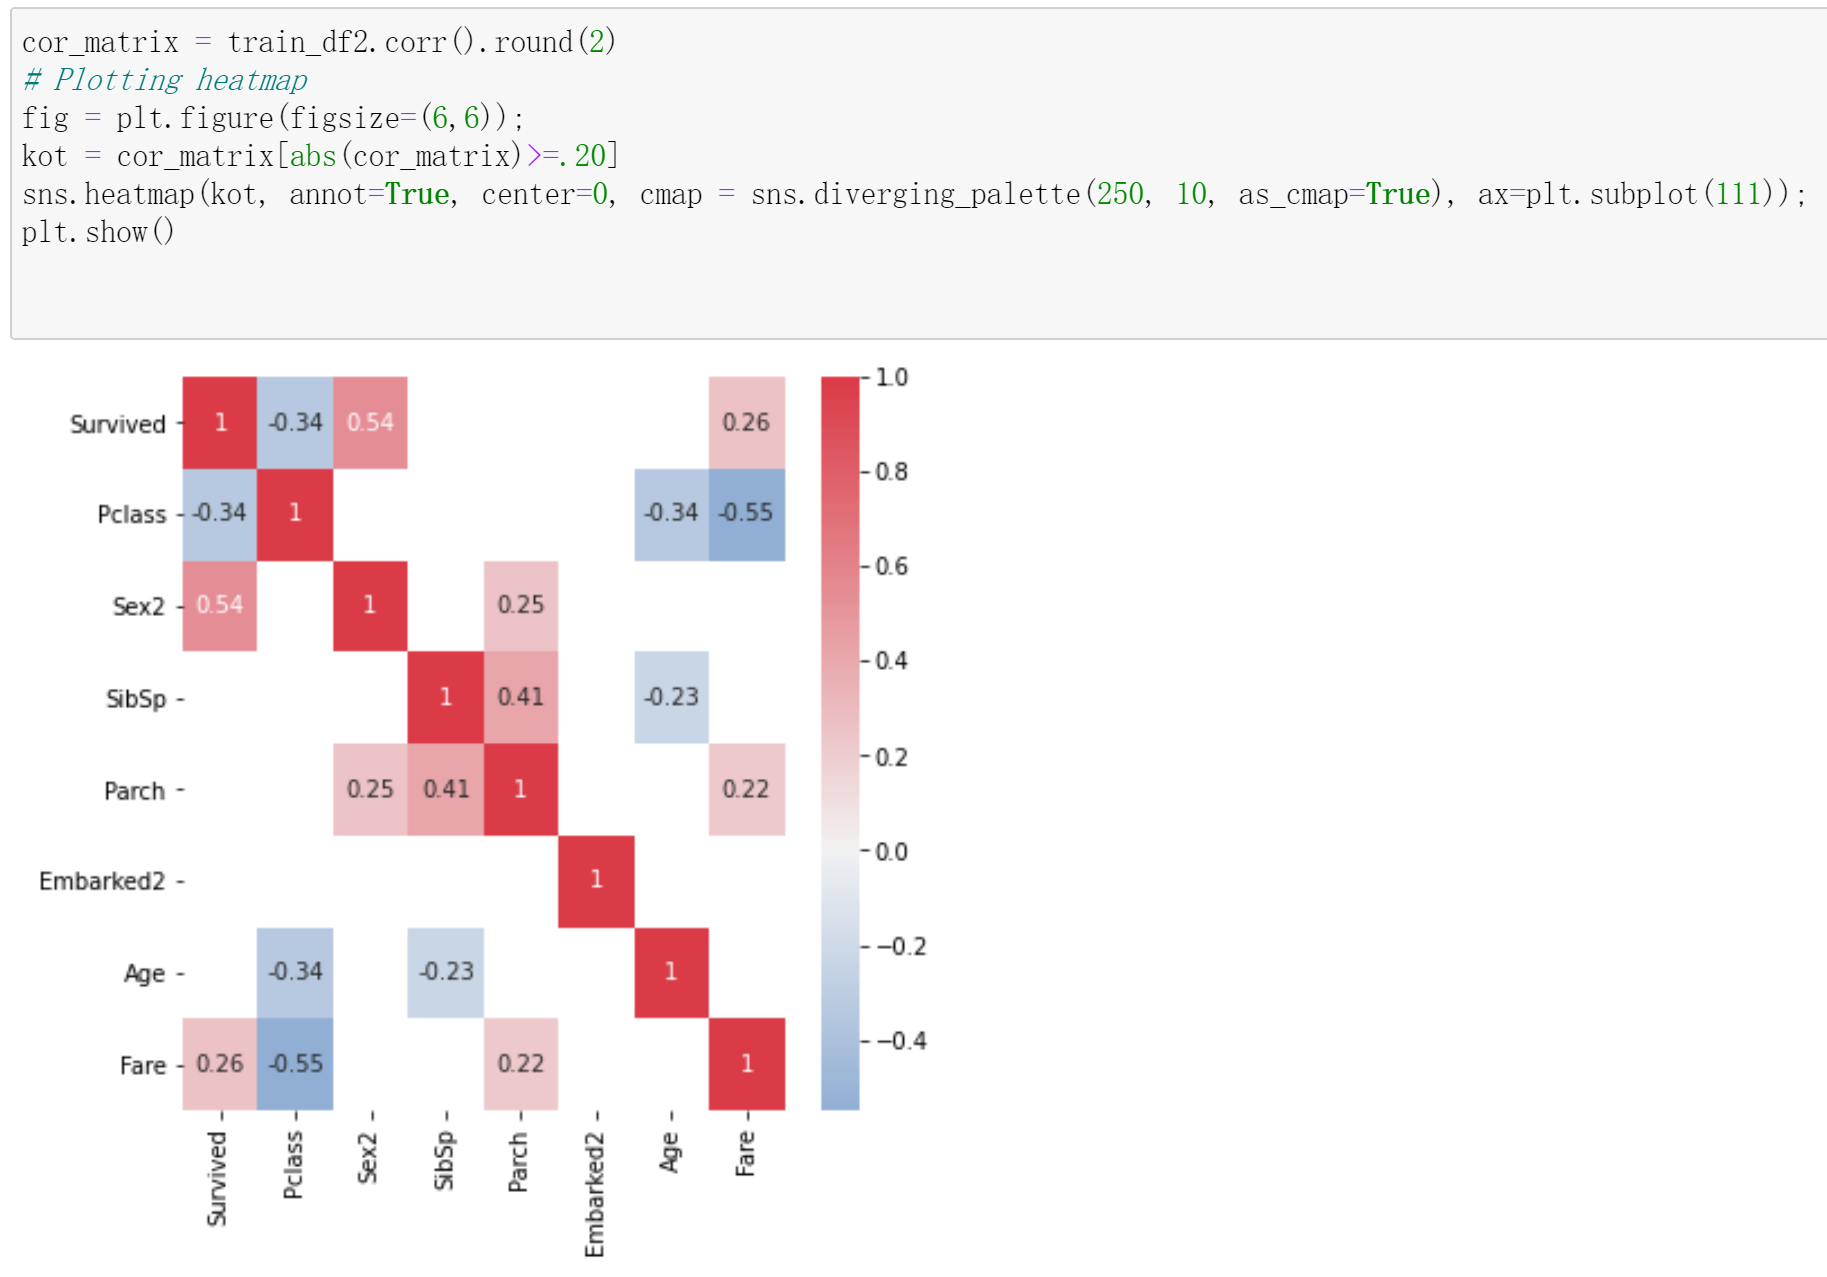 cor_matrix = train_df2.corr().round(2)
# Plotting heatmap
fig = plt.figure(figsize=(6,6));
kot = cor_matrix[abs(cor_matrix)>=.20]
sns.heatmap(kot, annot=True, center=0, cmap = sns.diverging_palette(250, 10, as_cmap=True), ax=plt.subplot(111));
plt.show()
Survived 1 -0.34 0.54 0.26
Pclass -0.34 1 -0.34 -0.55
Sex2 0.54 1 0.25
SibSp 1 0.41 -0.23
Parch 0.25 0.41 1 0.22
Embarked2 1
Age -0.34 -0.23 1
Fare 0.26 -0.55 0.22 1
Survived Pclass Sex2 SibSp Parch Embarked2 Age Fare
1.0
0.8
0.6
0.4
0.2
0.0
−0.2
−0.4